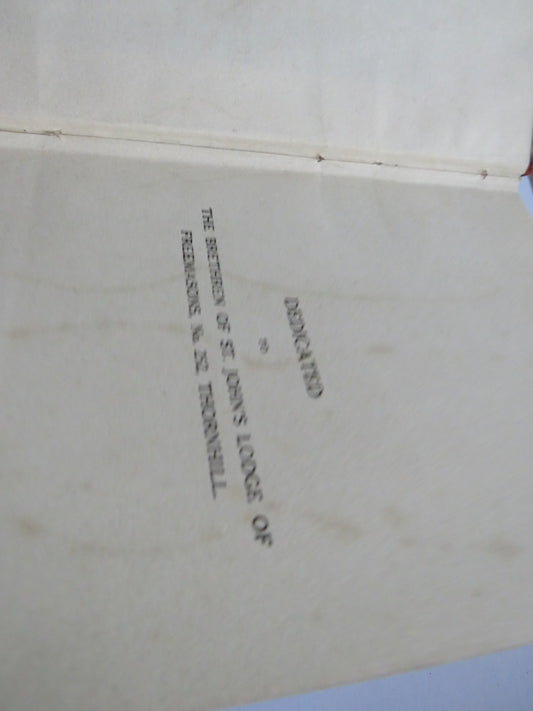 DEDICATED
TO
THE BRETHREN OF ST. JOHN'S LODGE OF
FREEMASONS, No. 252, THORNHILL.